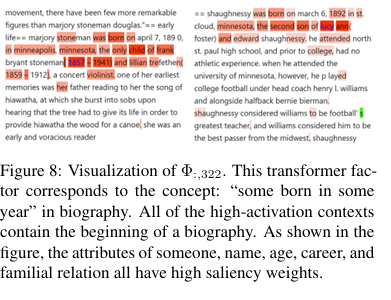 movement, there have been few more remarkable
figures than marjory stoneman douglas."== early
life== marjory stoneman was born on april 7, 189 0,
in minneapolis, minnesota, the only child of frank
bryant stoneman( 1857 – 1941) and lillian trefethen(
1859 – 1912), a concert violinist, one of her earliest
memories was her father reading to her the song of
hiawatha, at which she burst into sobs upon
hearing that the tree had to give its life in order to
provide hiawatha the wood for a canoe, she was an
early and voracious reader
== shaughnessy was born on march 6, 1892 in st.
cloud, minnesota, the second son of lucy ann(
foster) and edward shaughnessy, he attended north
st. paul high school, and prior to college, had no
athletic experience. when he attended the
university of minnesota, however, he p layed
college football under head coach henry l. williams
and alongside halfback bernie bierman,
shaughnessy considered williams to be football' s
greatest teacher, and williams considered him to be
the best passer from the midwest, shaughnessy
Figure 8: Visualization of Φ:,322. This transformer fac-
tor corresponds to the concept: “some born in some
year” in biography. All of the high-activation contexts
contain the beginning of a biography. As shown in the
figure, the attributes of someone, name, age, career, and
familial relation all have high saliency weights.